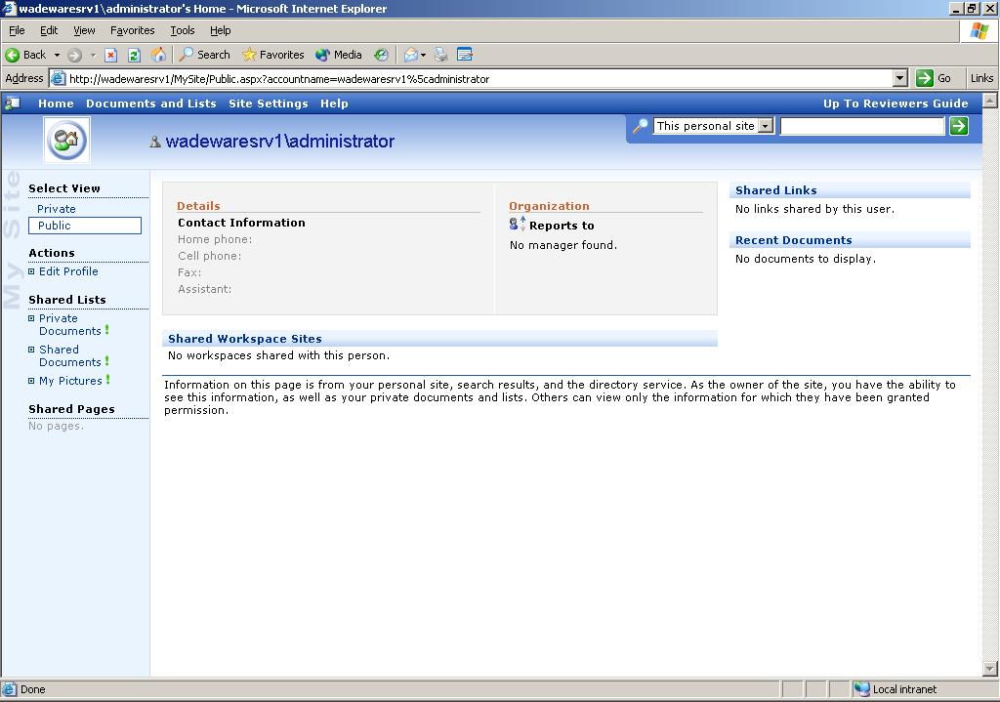 wadewaresrv1\administrator's Home - Microsoft Internet Explorer
File Edit View Favorites Tools Help
Back Search Favorites Media
Address http://wadewaresrv1/MySite/Public.aspx?accountname=wadewaresrv1%5cadministrator Go Links
Home Documents and Lists Site Settings Help Up To Reviewers Guide
wadewaresrv1\administrator
This personal site
My Site
Select View
Private
Public
Actions
Edit Profile
Shared Lists
Private
Documents !
Shared
Documents !
My Pictures !
Shared Pages
No pages.
Details
Contact Information
Home phone:
Cell phone:
Fax:
Assistant:
Organization
Reports to
No manager found.
Shared Workspace Sites
No workspaces shared with this person.
Information on this page is from your personal site, search results, and the directory service. As the owner of the site, you have the ability to
see this information, as well as your private documents and lists. Others can view only the information for which they have been granted
permission.
Shared Links
No links shared by this user.
Recent Documents
No documents to display.
Done Local intranet